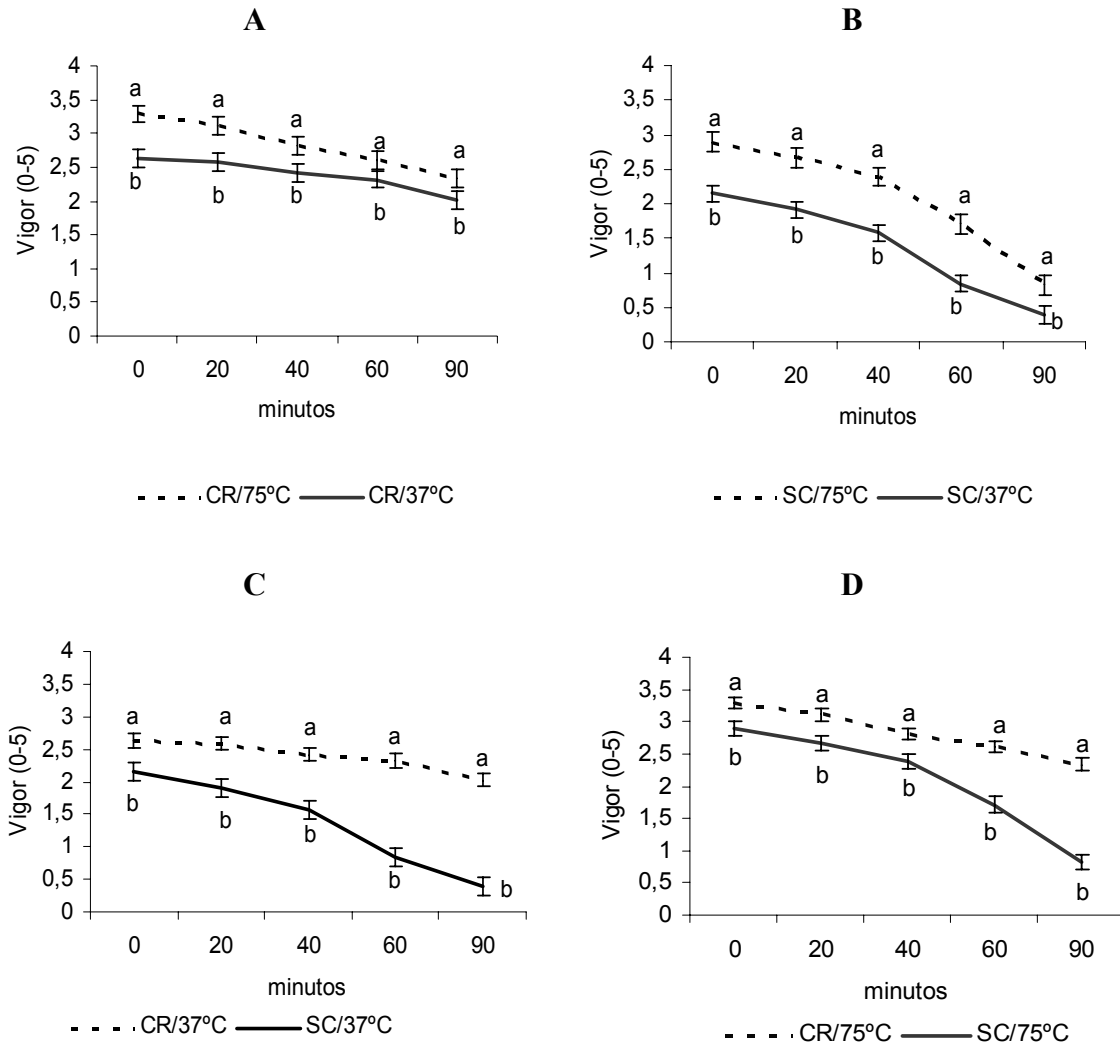 A
Vigor (0-5)
4
3,5
3
2,5
2
1,5
1
0,5
0
a
a
a
a
a
b
b
b
b
b
0 20 40 60 90
minutos
CR/75ºC CR/37ºC
B
Vigor (0-5)
4
3,5
3
2,5
2
1,5
1
0,5
0
a
a
a
a
a
b
b
b
b
b
0 20 40 60 90
minutos
SC/75ºC SC/37ºC
C
Vigor (0-5)
4
3,5
3
2,5
2
1,5
1
0,5
0
a
a
a
a
a
b
b
b
b
b
0 20 40 60 90
minutos
CR/37ºC SC/37ºC
D
Vigor (0-5)
4
3,5
3
2,5
2
1,5
1
0,5
0
a
a
a
a
a
b
b
b
b
b
0 20 40 60 90
minutos
CR/75ºC SC/75ºC